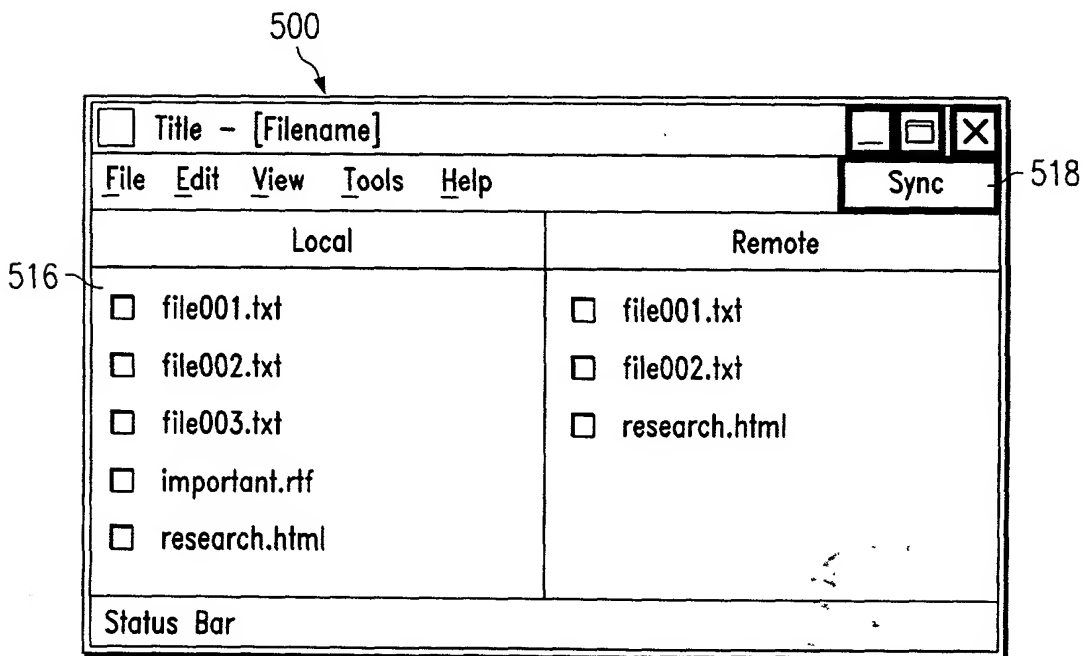 500
Title – [Filename]
File Edit View Tools Help
Sync
518
Local
Remote
516
file001.txt
file002.txt
file003.txt
important.rtf
research.html
file001.txt
file002.txt
research.html
Status Bar